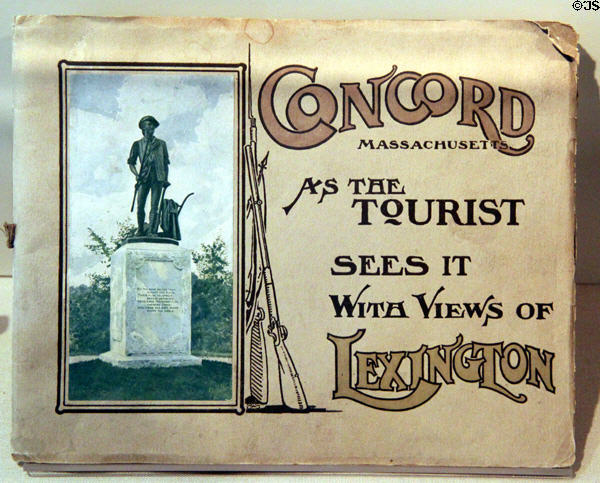 ©JS
CONCORD
MASSACHUSETTS
AS THE
TOURIST
SEES IT
WITH VIEWS OF
LEXINGTON